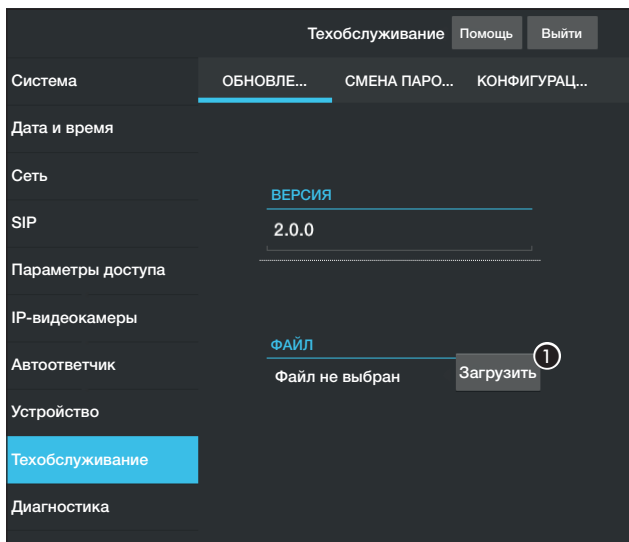 Техобслуживание Помощь Выйти
Система
ОБНОВЛЕ... СМЕНА ПАРО... КОНФИГУРАЦ...
Дата и время
Сеть
ВЕРСИЯ
SIP
2.0.0
Параметры доступа
IP-видеокамеры
ФАЙЛ
1
Автоответчик
Файл не выбран Загрузить
Устройство
Техобслуживание
Диагностика